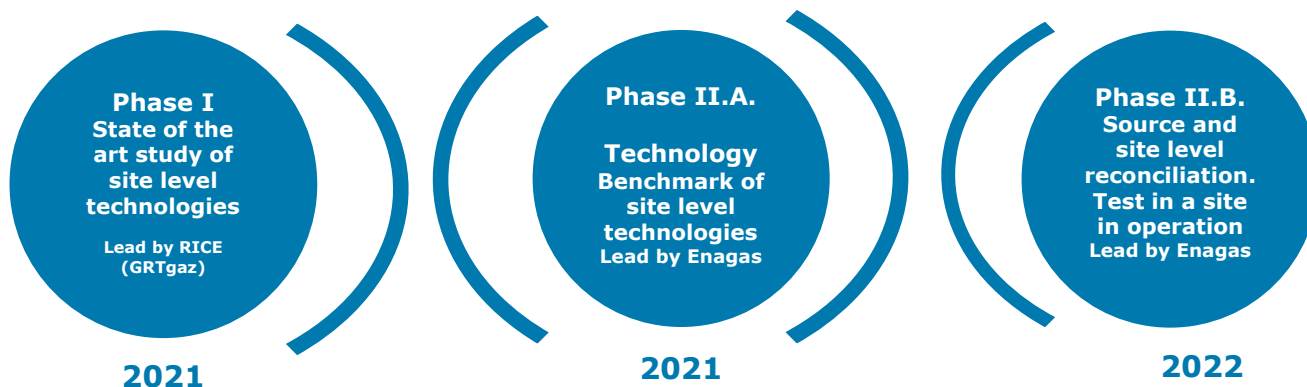 Phase I
State of the
art study of
site level
technologies
Lead by RICE
(GRTgaz)
2021
Phase II.A.
Technology
Benchmark of
site level
technologies
Lead by Enagas
2021
Phase II.B.
Source and
site level
reconciliation.
Test in a site
in operation
Lead by Enagas
2022